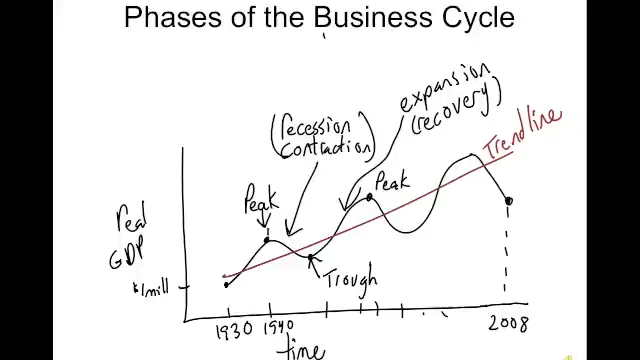 Phases of the Business Cycle
expansion
(recovery)
(recession
contraction)
Trendline
Peak
Peak
real
GDP
Trough
$1mill
1930
1940
2008
time